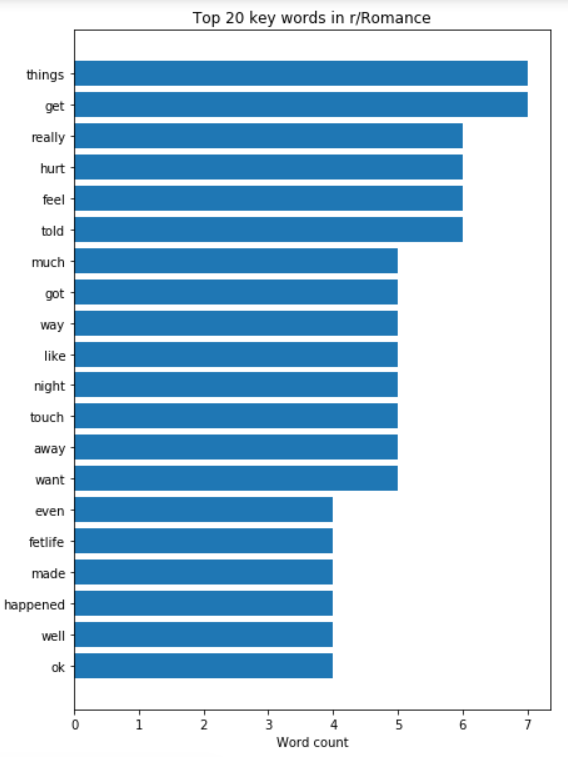 Top 20 key words in r/Romance
things
get
really
hurt
feel
told
much
got
way
like
night
touch
away
want
even
fetlife
made
happened
well
ok
0 1 2 3 4 5 6 7
Word count